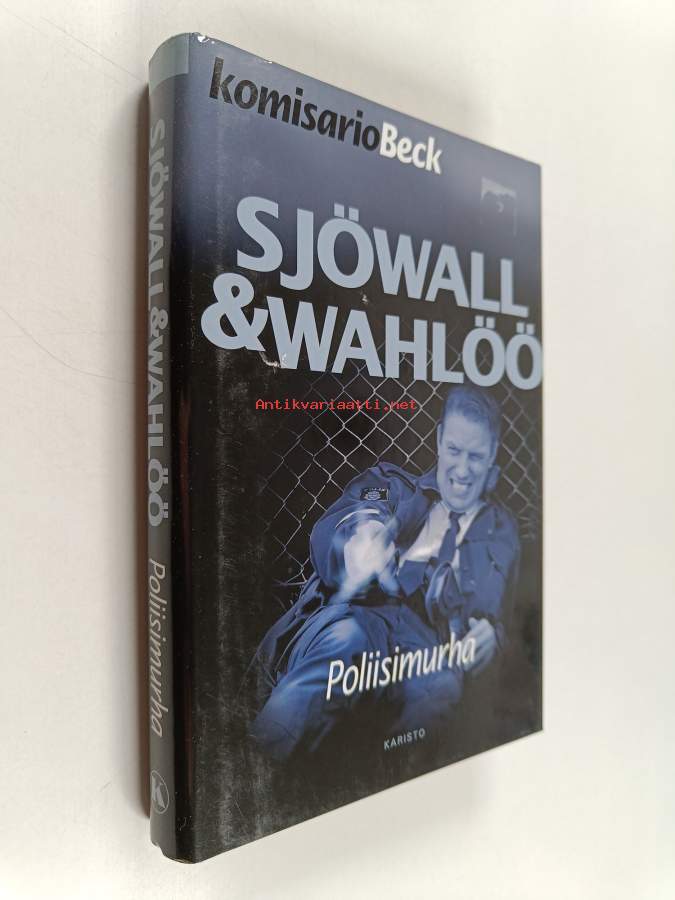 komisarioBeck
SJÖWALL
&WAHLÖÖ
Antikvariaatti.net
Poliisimurha
KARISTO
SJÖWALL&WAHLÖÖ Poliisimurha
K